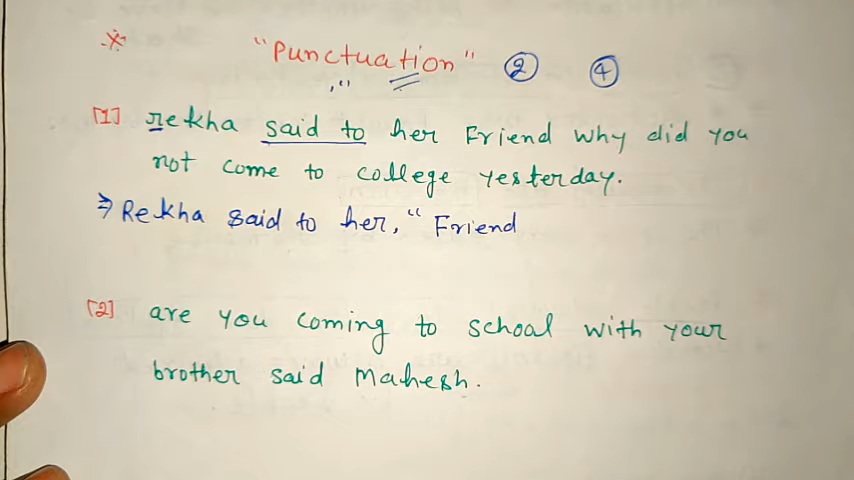 * "Punctuation" ② ④
, " "
[1] rekha said to her Friend why did you
not come to college yesterday.
⇒ Rekha said to her, " Friend
[2] are you coming to school with your
brother said Mahesh.